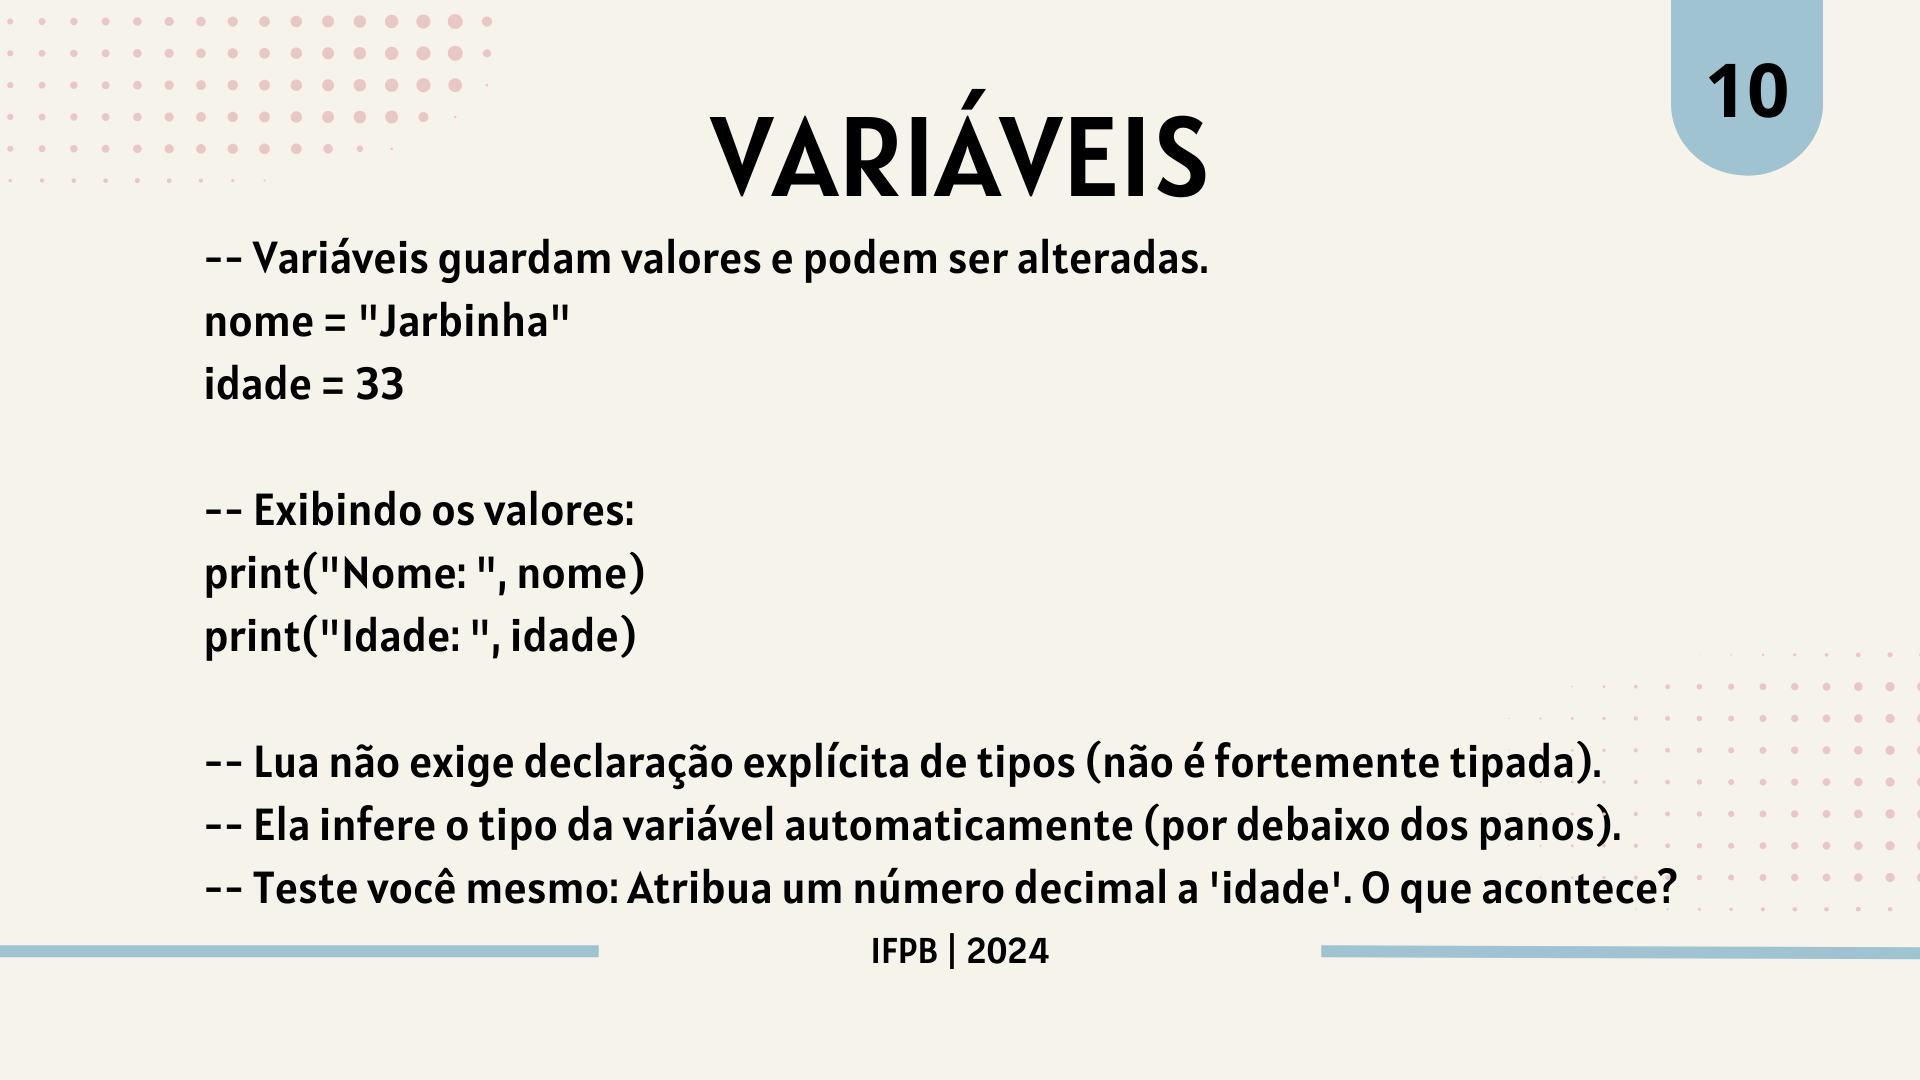 10
VARIÁVEIS
-- Variáveis guardam valores e podem ser alteradas.
nome = "Jarbinha"
idade = 33
-- Exibindo os valores:
print("Nome: ", nome)
print("Idade: ", idade)
-- Lua não exige declaração explícita de tipos (não é fortemente tipada).
-- Ela infere o tipo da variável automaticamente (por debaixo dos panos).
-- Teste você mesmo: Atribua um número decimal a 'idade'. O que acontece?
IFPB | 2024